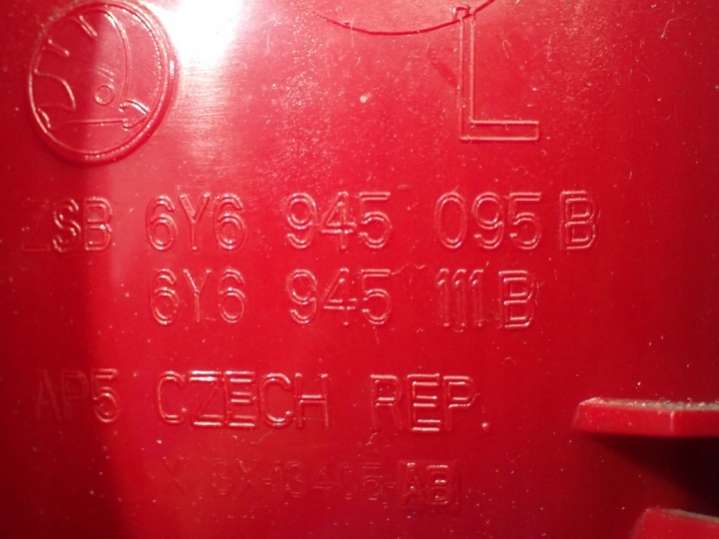 L
ZSB 6Y6 945 095 B
6Y6 945 111 B
AP5 CZECH REP.